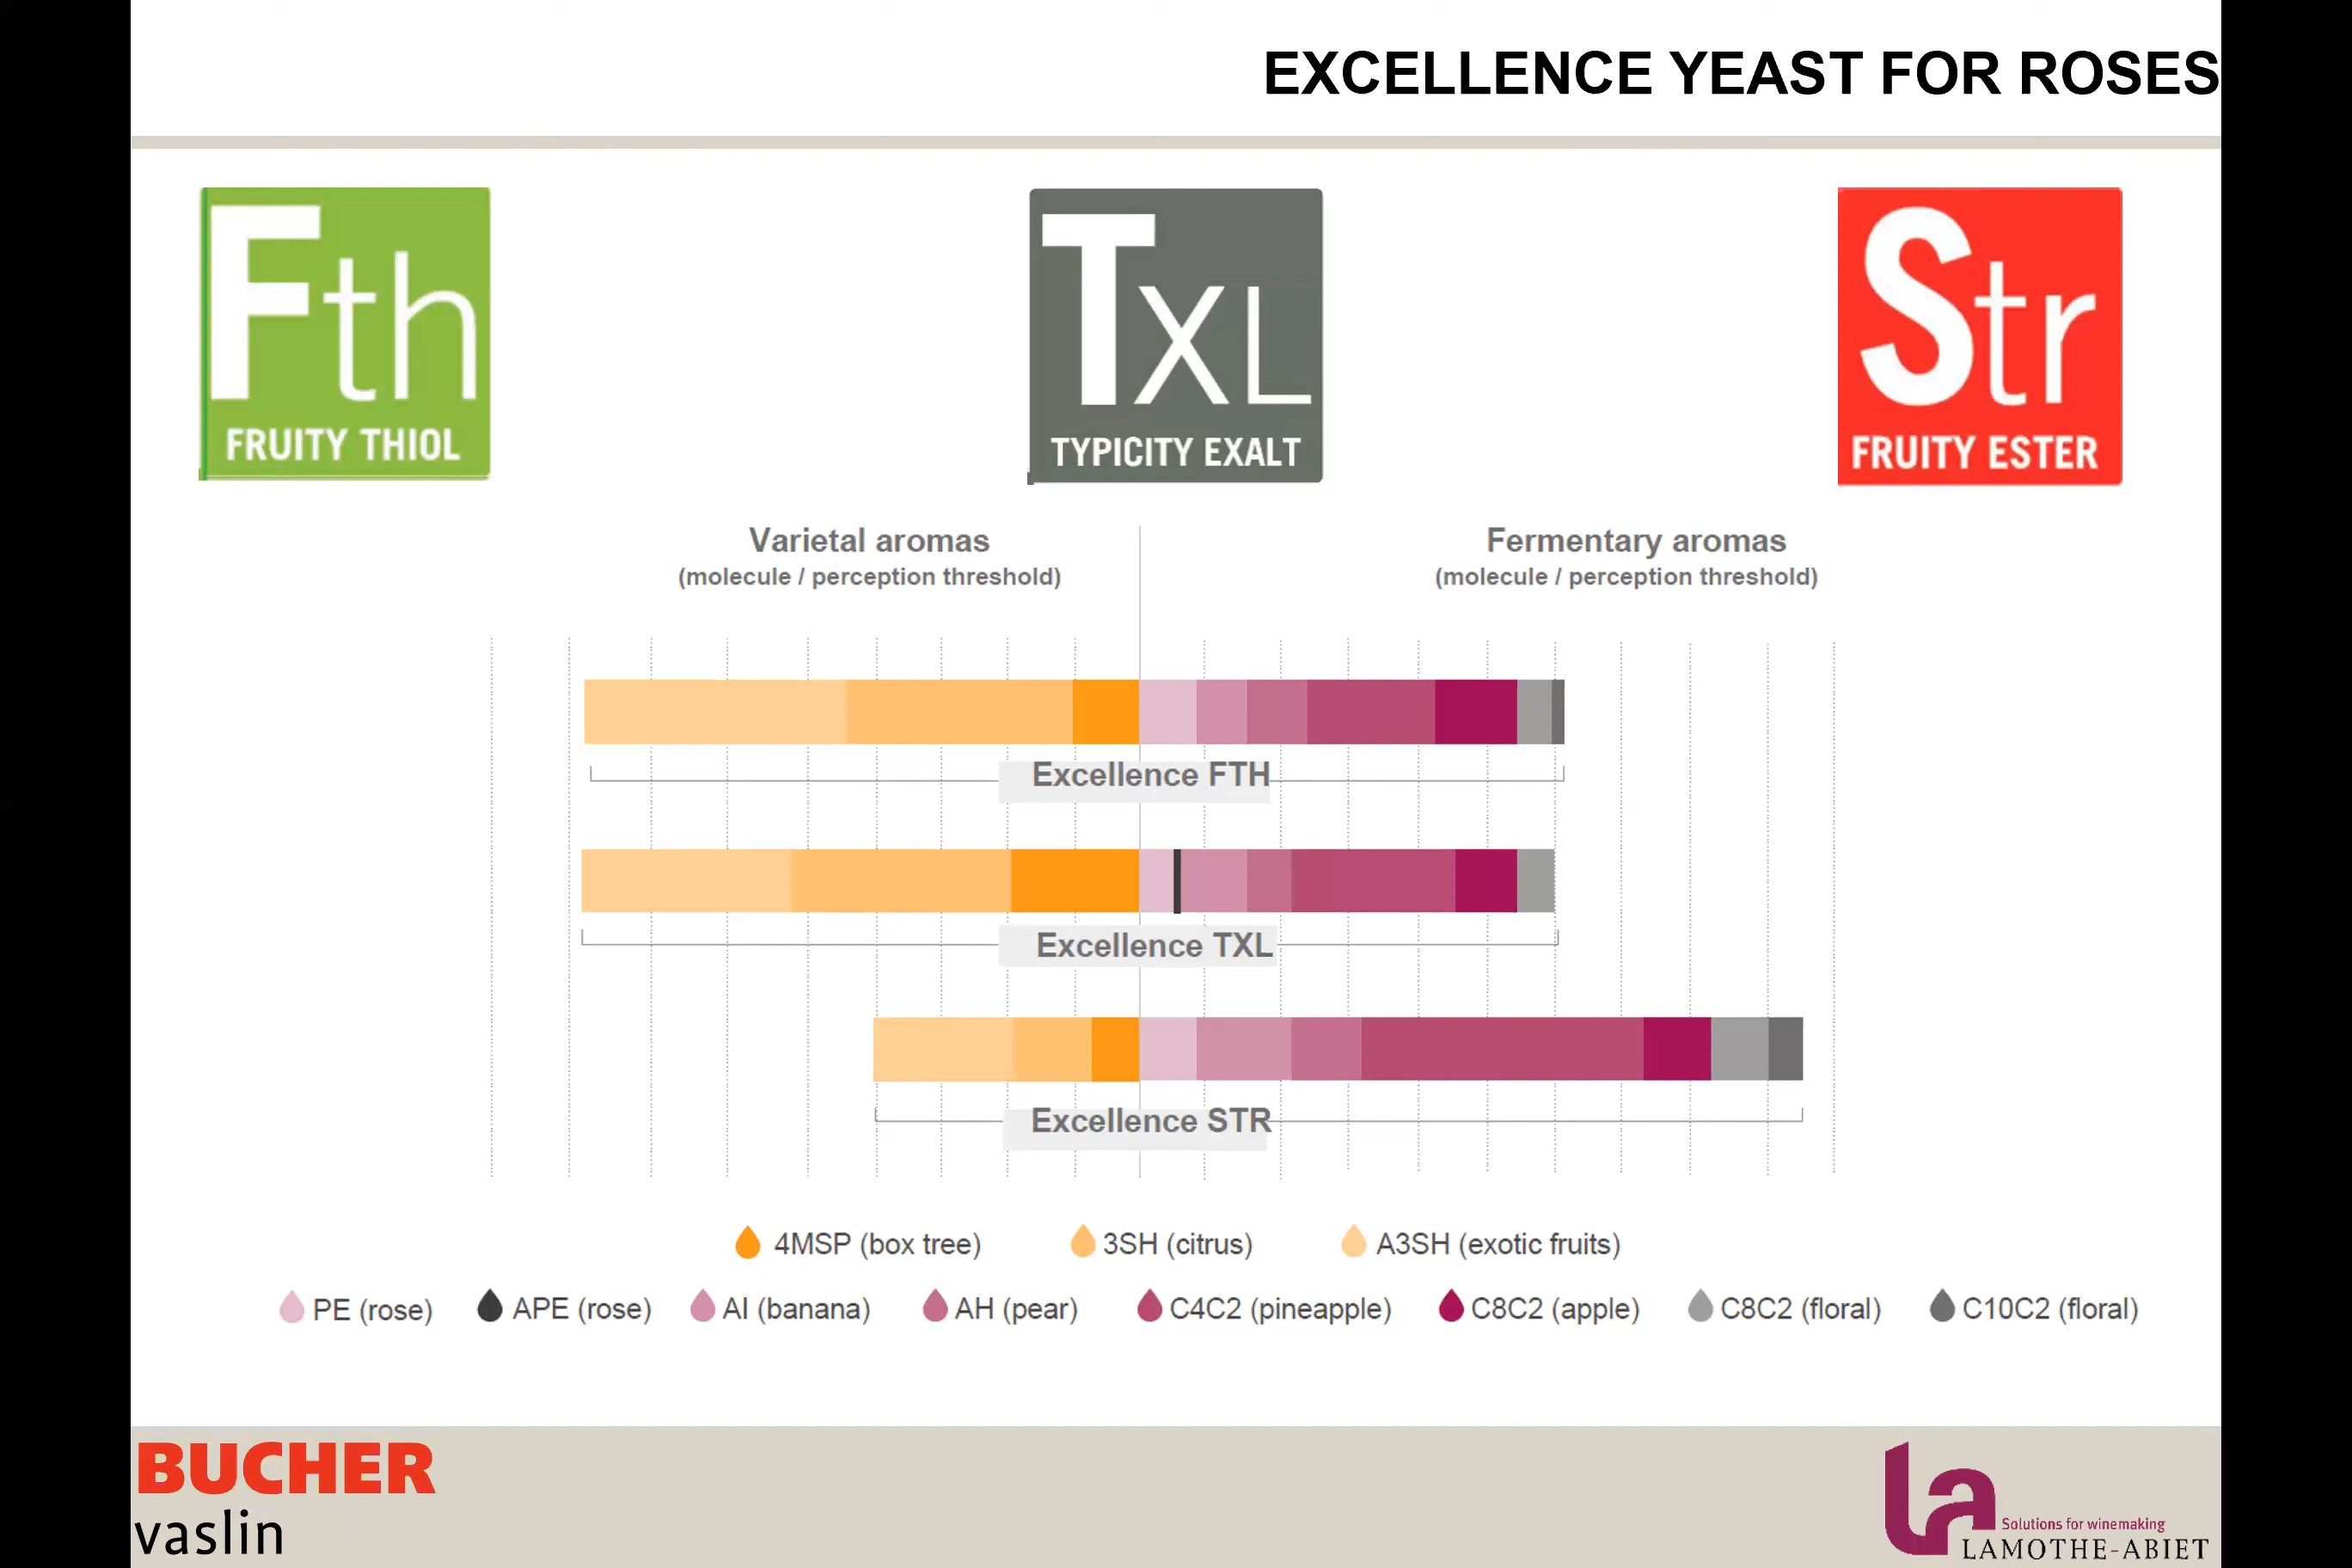 EXCELLENCE YEAST FOR ROSES
Fth
FRUITY THIOL
TXL
TYPICITY EXALT
Str
FRUITY ESTER
Varietal aromas
(molecule / perception threshold)
Fermentary aromas
(molecule / perception threshold)
Excellence FTH
Excellence TXL
Excellence STR
4MSP (box tree) 3SH (citrus) A3SH (exotic fruits)
PE (rose) APE (rose) AI (banana) AH (pear) C4C2 (pineapple) C8C2 (apple) C8C2 (floral) C10C2 (floral)
BUCHER
vaslin
la
Solutions for winemaking
LAMOTHE-ABIET